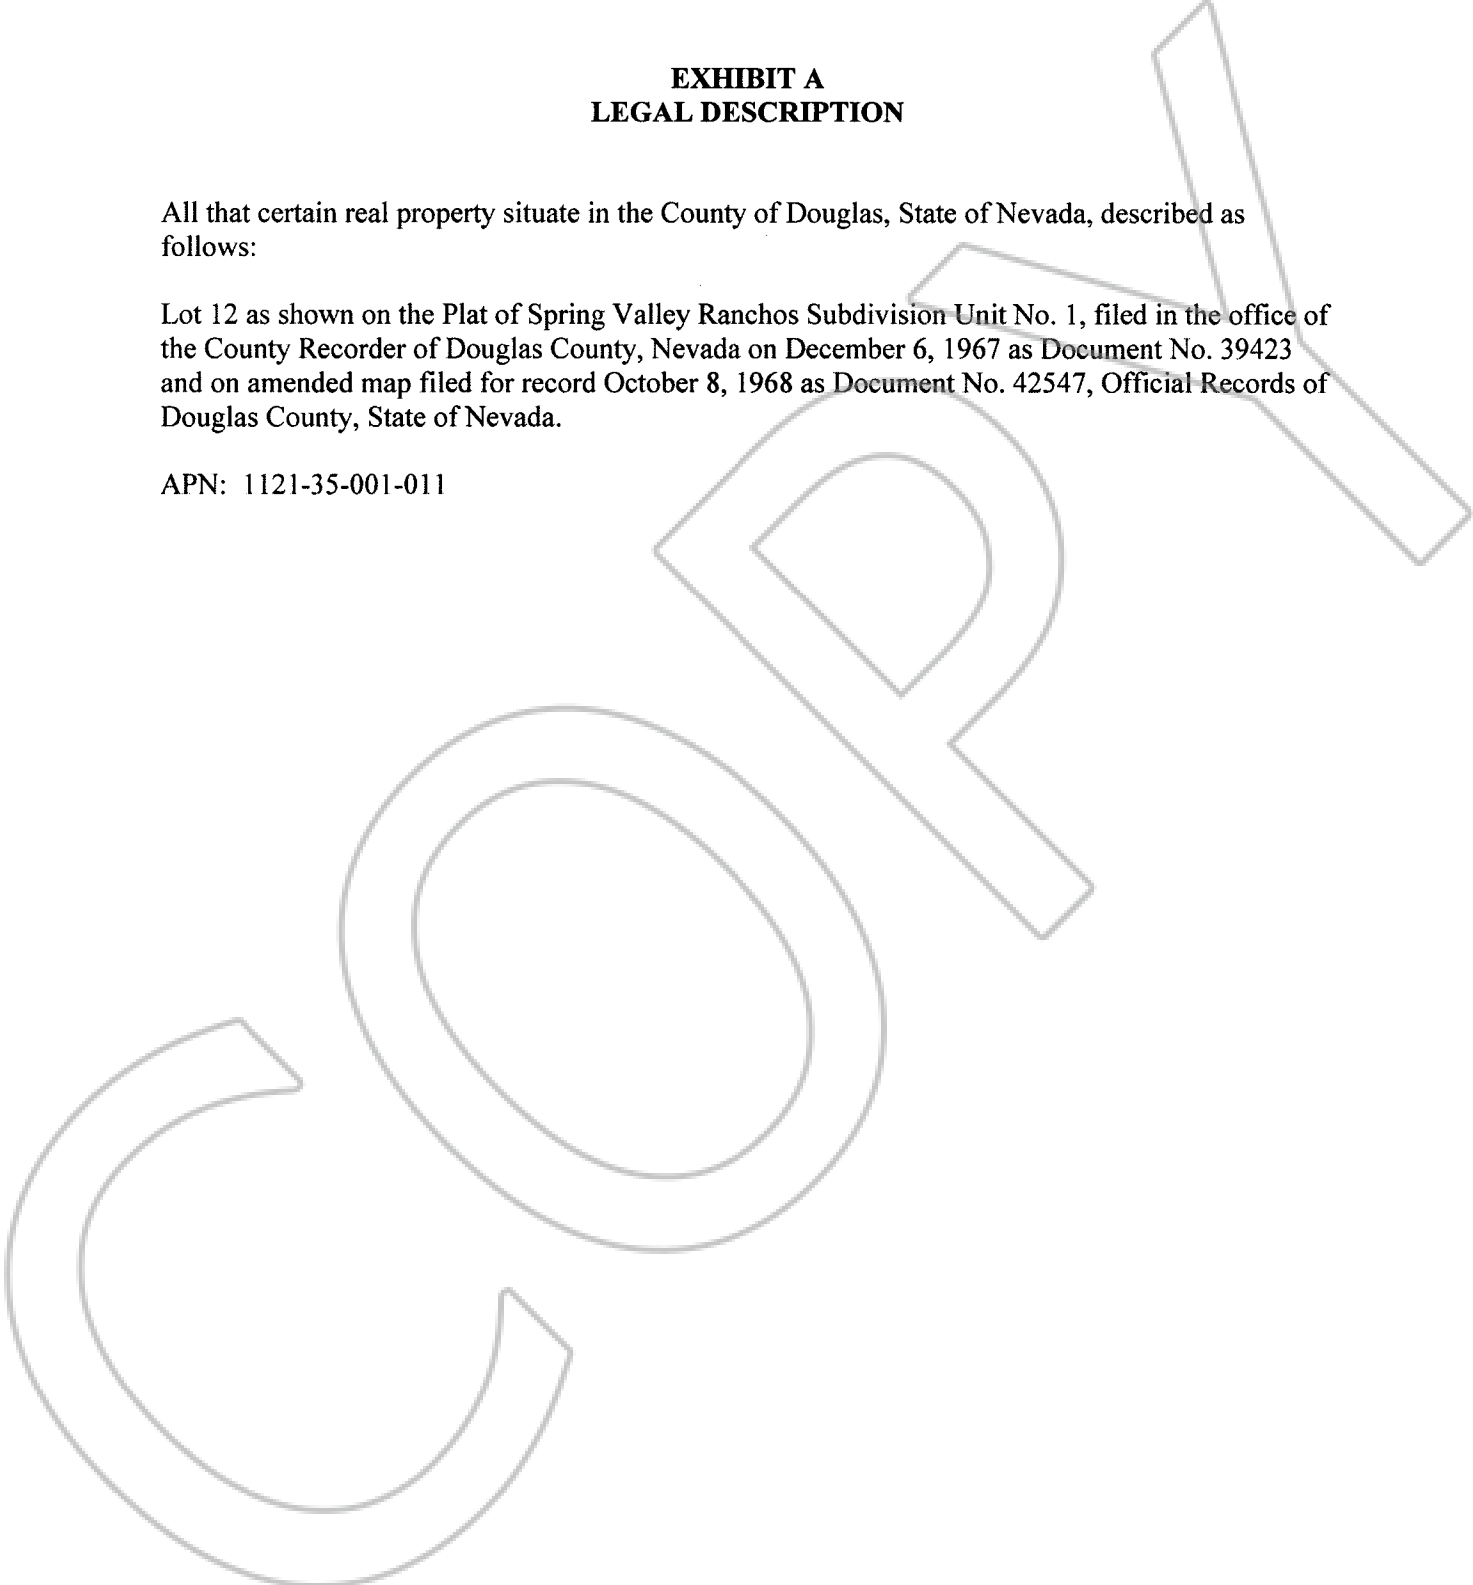 EXHIBIT A
LEGAL DESCRIPTION
All that certain real property situate in the County of Douglas, State of Nevada, described as
follows:
Lot 12 as shown on the Plat of Spring Valley Ranchos Subdivision Unit No. 1, filed in the office of
the County Recorder of Douglas County, Nevada on December 6, 1967 as Document No. 39423
and on amended map filed for record October 8, 1968 as Document No. 42547, Official Records of
Douglas County, State of Nevada.
APN: 1121-35-001-011
COPY